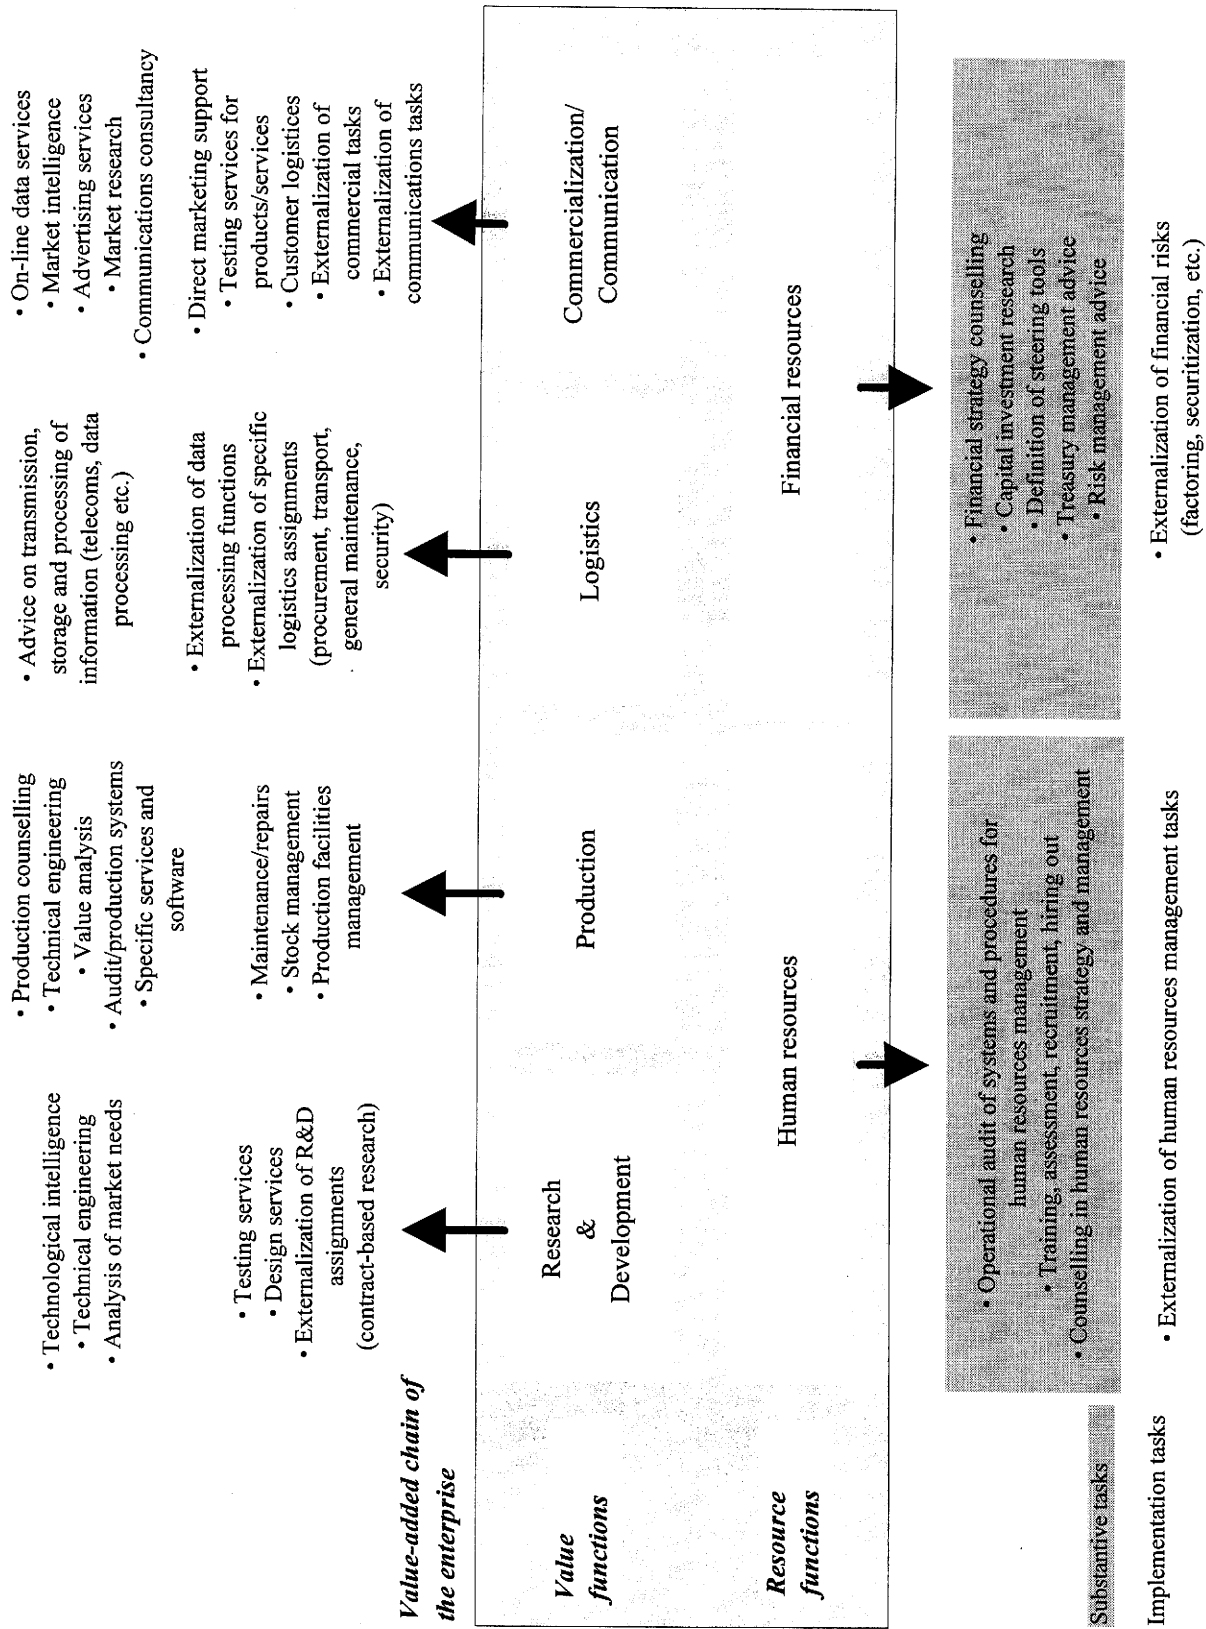 • Technological intelligence
• Technical engineering
• Analysis of market needs
• Production counselling
• Technical engineering
• Value analysis
• Audit/production systems
• Specific services and
software
• Advice on transmission,
storage and processing of
information (telecoms, data
processing etc.)
• On-line data services
• Market intelligence
• Advertising services
• Market research
• Communications consultancy
• Testing services
• Design services
• Externalization of R&D
assignments
(contract-based research)
• Maintenance/repairs
• Stock management
• Production facilities
management
• Externalization of data
processing functions
• Externalization of specific
logistics assignments
(procurement, transport,
general maintenance,
security)
• Direct marketing support
• Testing services for
products/services
• Customer logistices
• Externalization of
commercial tasks
• Externalization of
communications tasks
Value-added chain of
the enterprise
Value
functions
Research
&
Development
Production
Logistics
Commercialization/
Communication
Resource
functions
Human resources
Financial resources
• Operational audit of systems and procedures for
human resources management
• Training, assessment, recruitment, hiring out
• Counselling in human resources strategy and management
• Financial strategy counselling
• Capital investment research
• Definition of steering tools
• Treasury management advice
• Risk management advice
Substantive tasks
Implementation tasks
• Externalization of human resources management tasks
• Externalization of financial risks
(factoring, securitization, etc.)